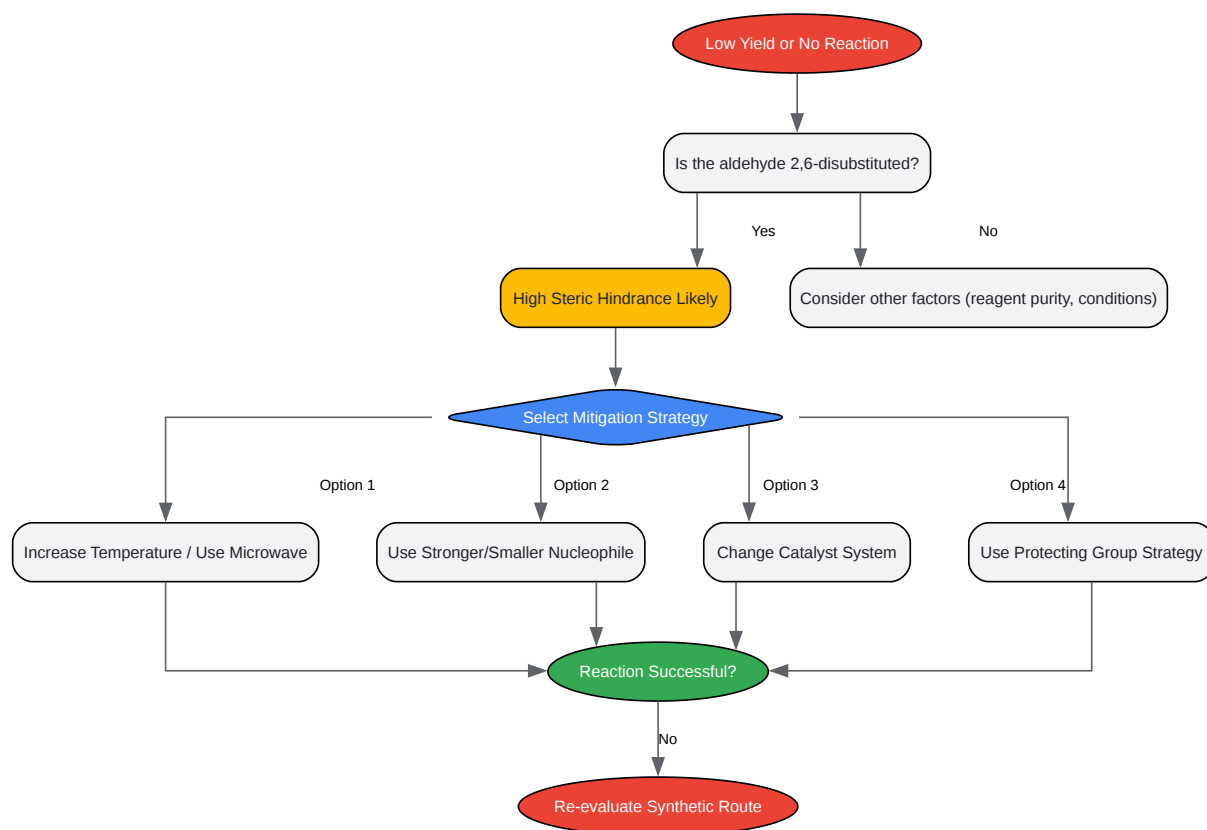 Low Yield or No Reaction
Is the aldehyde 2,6-disubstituted?
Yes
No
High Steric Hindrance Likely
Consider other factors (reagent purity, conditions)
Select Mitigation Strategy
Option 1
Option 2
Option 3
Option 4
Increase Temperature / Use Microwave
Use Stronger/Smaller Nucleophile
Change Catalyst System
Use Protecting Group Strategy
Reaction Successful?
No
Re-evaluate Synthetic Route